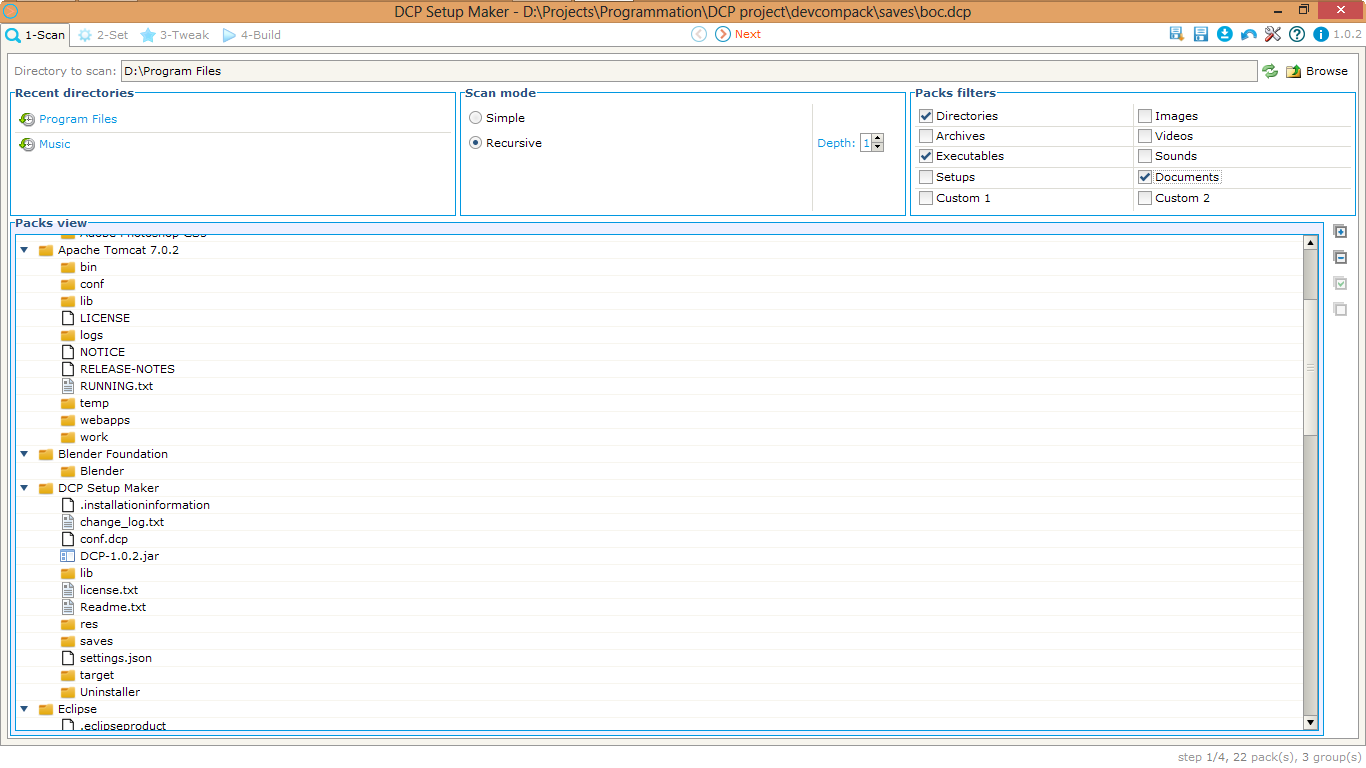 DCP Setup Maker - D:\Projects\Programmation\DCP project\devcompack\saves\boc.dcp
1-Scan 2-Set 3-Tweak 4-Build Next 1.0.2
Directory to scan: D:\Program Files Browse
Recent directories
Program Files
Music
Scan mode
Simple
Recursive
Depth: 1
Packs filters
Directories Images
Archives Videos
Executables Sounds
Setups Documents
Custom 1 Custom 2
Packs view
Adobe Photoshop CS5
Apache Tomcat 7.0.2
bin
conf
lib
LICENSE
logs
NOTICE
RELEASE-NOTES
RUNNING.txt
temp
webapps
work
Blender Foundation
Blender
DCP Setup Maker
.installationinformation
change_log.txt
conf.dcp
DCP-1.0.2.jar
lib
license.txt
Readme.txt
res
saves
settings.json
target
Uninstaller
Eclipse
.eclipseproduct
step 1/4, 22 pack(s), 3 group(s)